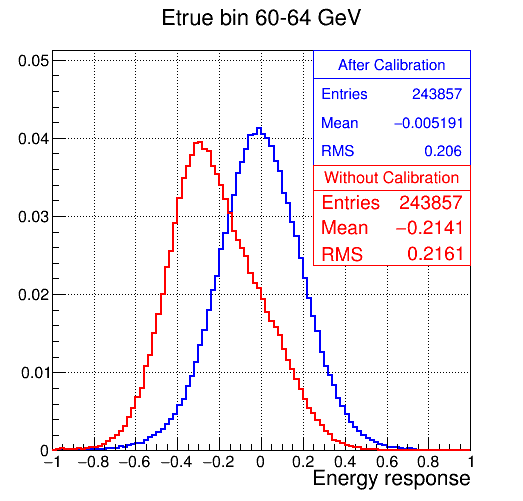 Etrue bin 60-64 GeV
After Calibration
Entries 243857
Mean −0.005191
RMS 0.206
Without Calibration
Entries 243857
Mean −0.2141
RMS 0.2161
0.05
0.04
0.03
0.02
0.01
0
−1 −0.8 −0.6 −0.4 −0.2 0 0.2 0.4 0.6 0.8 1
Energy response